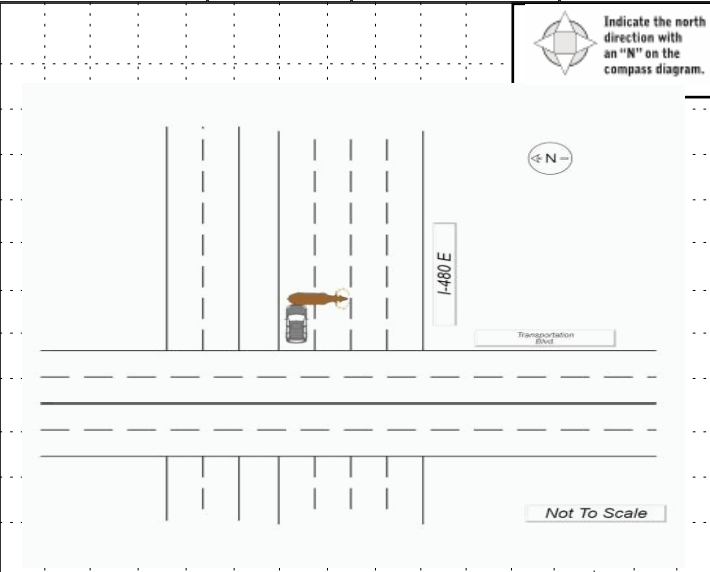 Indicate the north
direction with
an “N” on the
compass diagram.
N
I-480 E
Transportation
Blvd.
Not To Scale